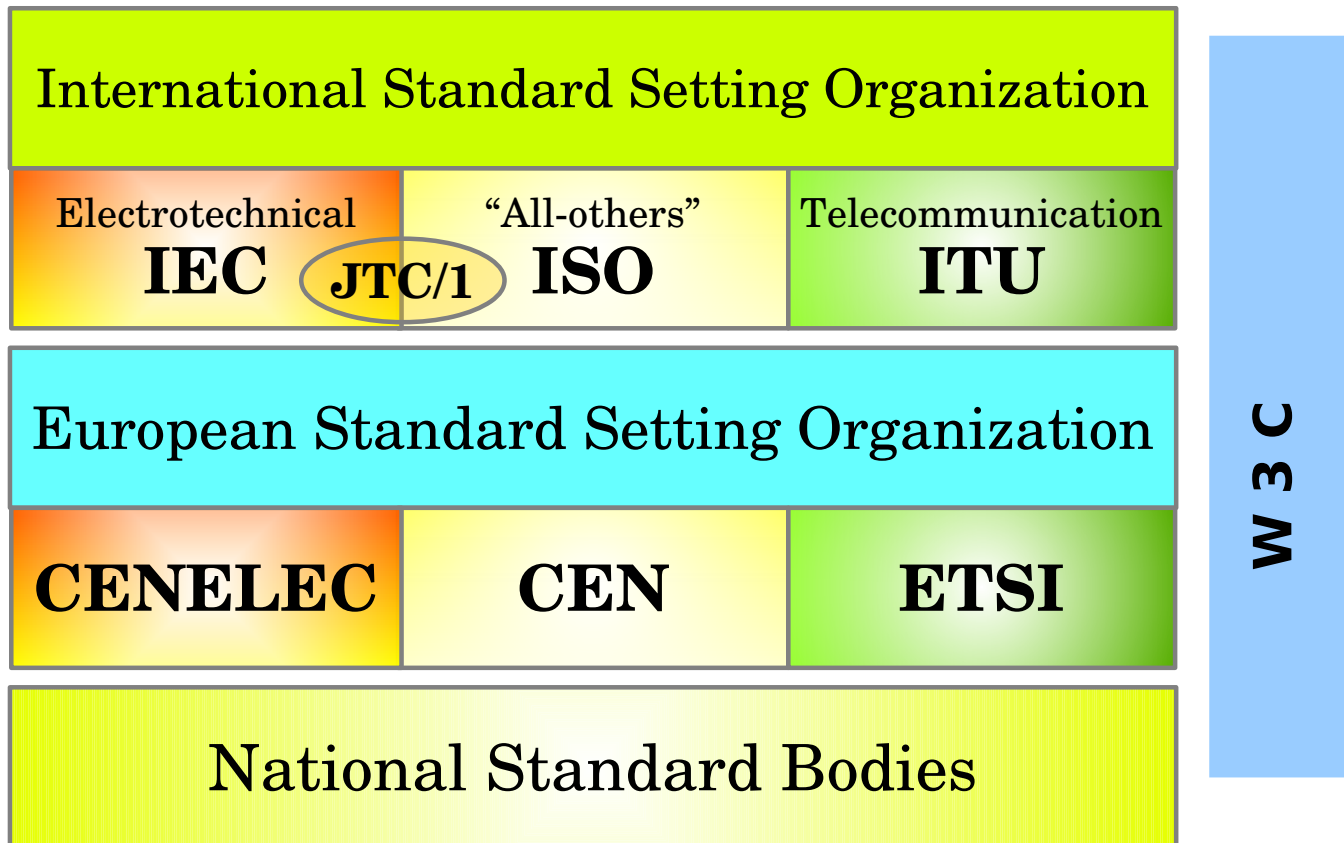 International Standard Setting Organization
Electrotechnical
IEC
JTC/1
“All-others”
ISO
Telecommunication
ITU
European Standard Setting Organization
CENELEC
CEN
ETSI
National Standard Bodies
W 3 C